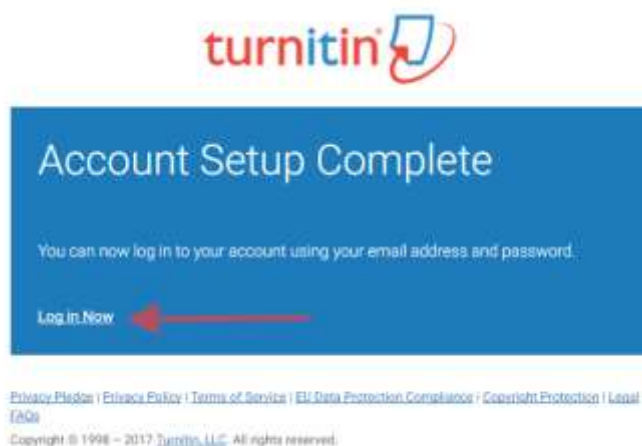 turnitin
Account Setup Complete
You can now log in to your account using your email address and password.
Log in Now
Privacy Pledge | Privacy Policy | Terms of Service | EU Data Protection Compliance | Copyright Protection | Legal
FAQs
Copyright © 1998 – 2017 Turnitin, LLC. All rights reserved.